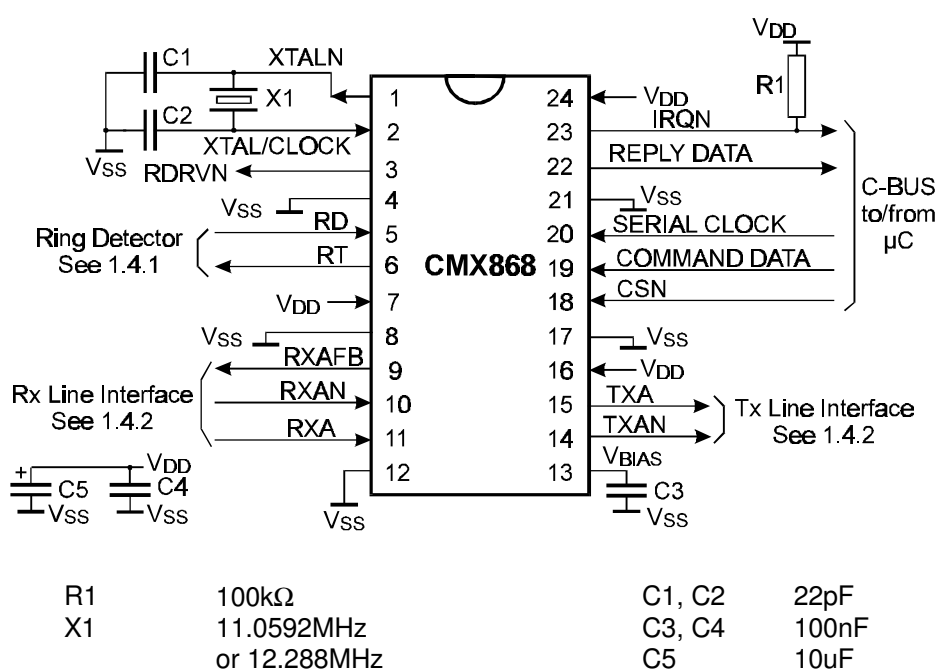 C1
XTALN
X1
C2
VSS
XTAL/CLOCK
RDRVN
VSS
Ring Detector
See 1.4.1
RD
RT
VDD
VSS
RXAFB
Rx Line Interface
See 1.4.2
RXAN
RXA
VDD
+
C5
C4
VSS
VSS
VSS
1
2
3
4
5
6
7
8
9
10
11
12
CMX868
24
23
22
21
20
19
18
17
16
15
14
13
VDD
R1
VDD
IRQN
REPLY DATA
VSS
SERIAL CLOCK
COMMAND DATA
CSN
C-BUS
to/from
µC
VSS
VDD
TXA
TXAN
Tx Line Interface
See 1.4.2
VBIAS
C3
VSS
R1 100kΩ C1, C2 22pF
X1 11.0592MHz C3, C4 100nF
or 12.288MHz C5 10uF